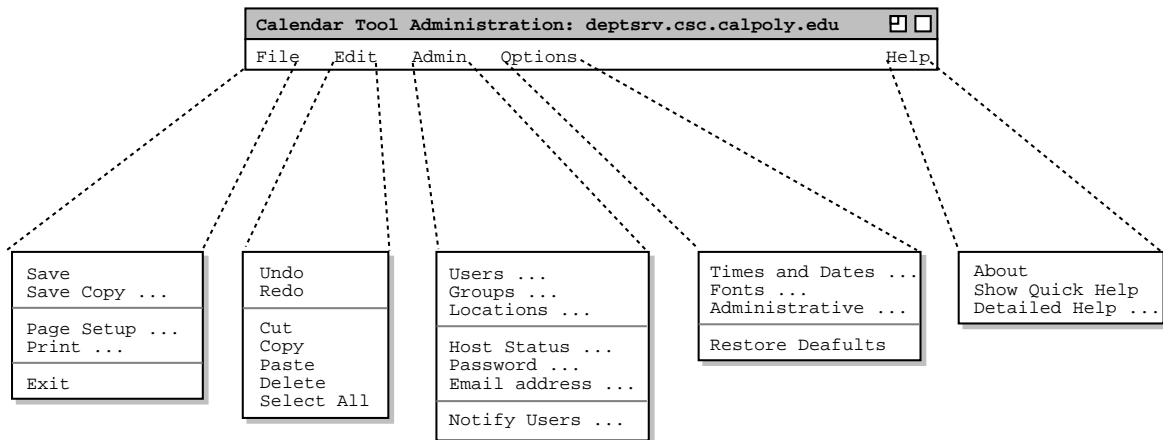 Calendar Tool Administration: deptsrv.csc.calpoly.edu
File Edit Admin Options Help
Save
Save Copy ...
Page Setup ...
Print ...
Exit
Undo
Redo
Cut
Copy
Paste
Delete
Select All
Users ...
Groups ...
Locations ...
Host Status ...
Password ...
Email address ...
Notify Users ...
Times and Dates ...
Fonts ...
Administrative ...
Restore Deafults
About
Show Quick Help
Detailed Help ...